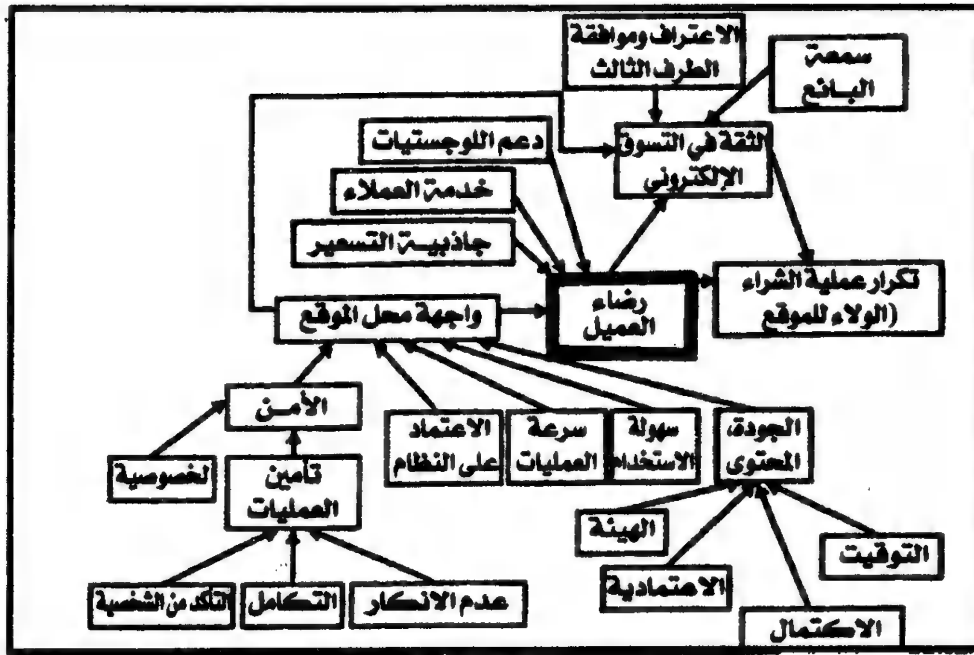 الاعتراف وموافقة
الطرف الثالث
سمعة
البائع
الثقة في التسوق
الإلكتروني
دعم اللوجستيات
خدمة العملاء
جاذبية التسعير
تكرار عملية الشراء
(الولاء للموقع
رضاء
العميل
واجهة محل الموقع
الأمن
الاعتماد
على النظام
سرعة
العمليات
سهولة
الاستخدام
الجودة،
المحتوى
لخصوصية
تأمين
العمليات
الهيئة
التوقيت
الاعتمادية
التأكد من الشخصية
التكامل
عدم الانكار
الاكتمال